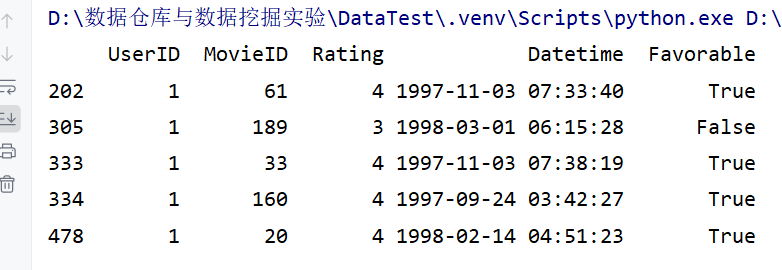 D:\数据仓库与数据挖掘实验\DataTest\.venv\Scripts\python.exe D:\
UserID MovieID Rating Datetime Favorable
202 1 61 4 1997-11-03 07:33:40 True
305 1 189 3 1998-03-01 06:15:28 False
333 1 33 4 1997-11-03 07:38:19 True
334 1 160 4 1997-09-24 03:42:27 True
478 1 20 4 1998-02-14 04:51:23 True